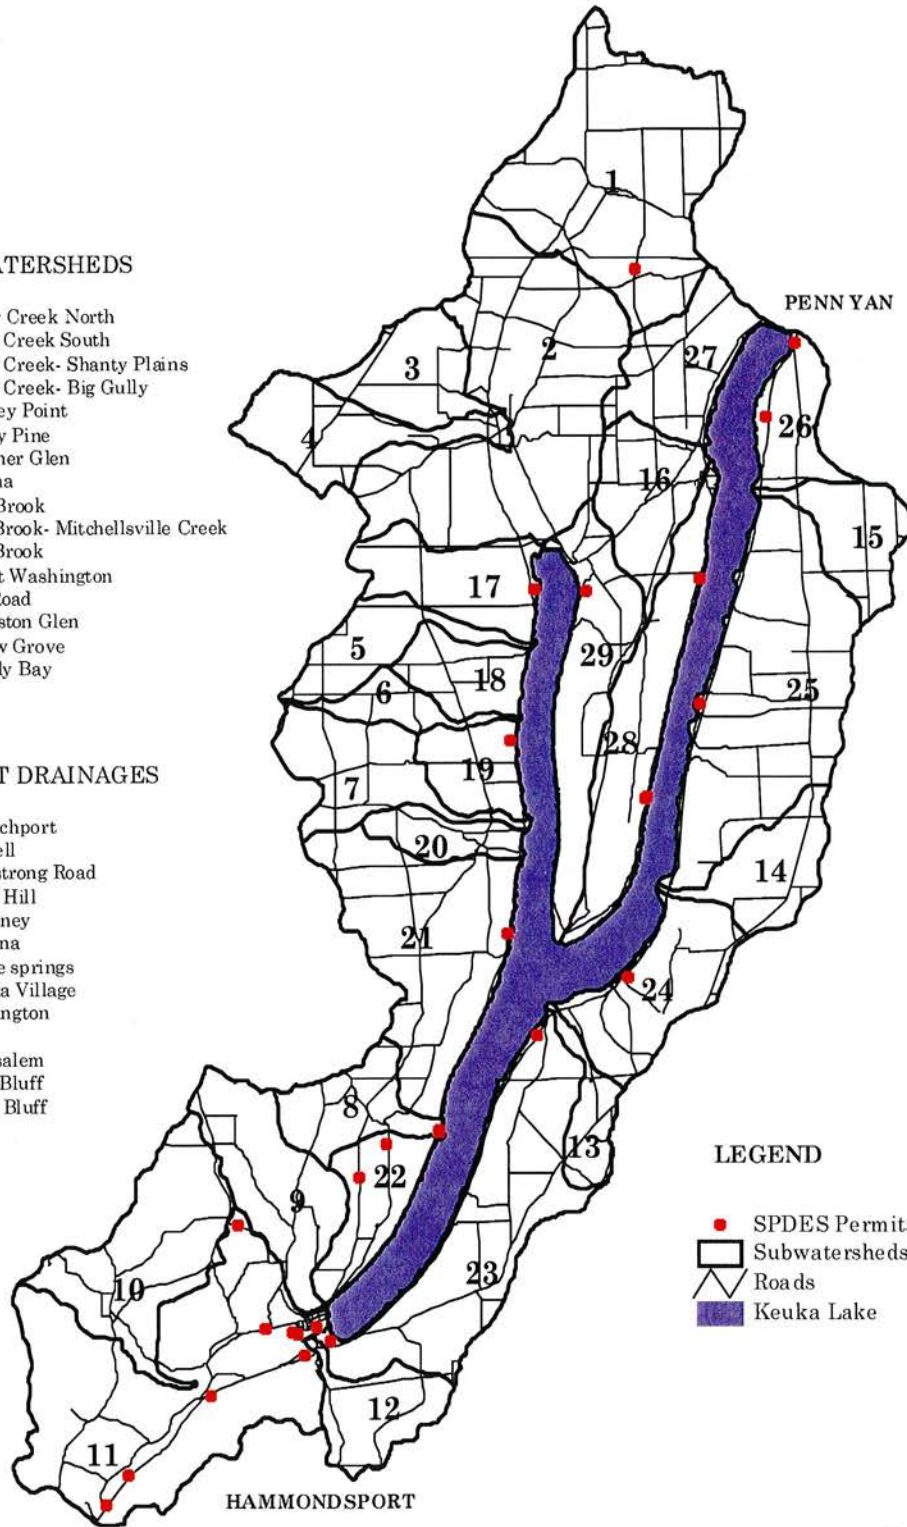 ATERSHEDS
Creek North
Creek South
Creek- Shanty Plains
Creek- Big Gully
ey Point
y Pine
ner Glen
na
Brook
Brook- Mitchellsville Creek
Brook
t Washington
Road
ston Glen
w Grove
dy Bay
T DRAINAGES
chport
ell
strong Road
Hill
ney
na
e springs
a Village
ington
salem
Bluff
Bluff
PENN YAN
1
2
3
4
27
26
16
15
17
5
29
18
6
25
28
19
7
20
14
21
24
8
13
22
9
23
10
12
11
HAMMONDSPORT
LEGEND
SPDES Permit
Subwatersheds
Roads
Keuka Lake